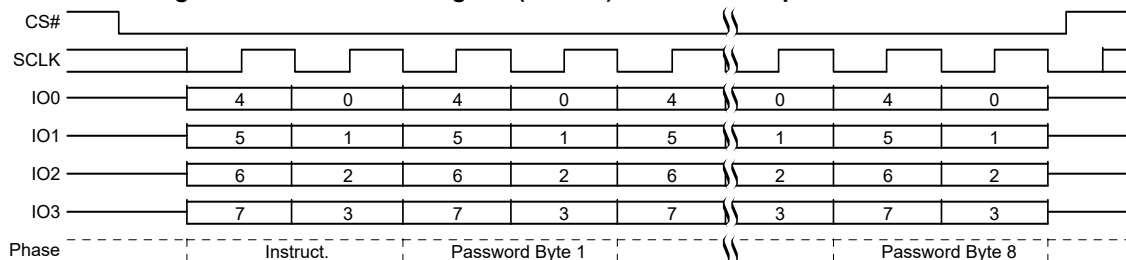 CS#
SCLK
IO0 4 0 4 0 4 0 4 0
IO1 5 1 5 1 5 1 5 1
IO2 6 2 6 2 6 2 6 2
IO3 7 3 7 3 7 3 7 3
Phase Instruct. Password Byte 1 Password Byte 8